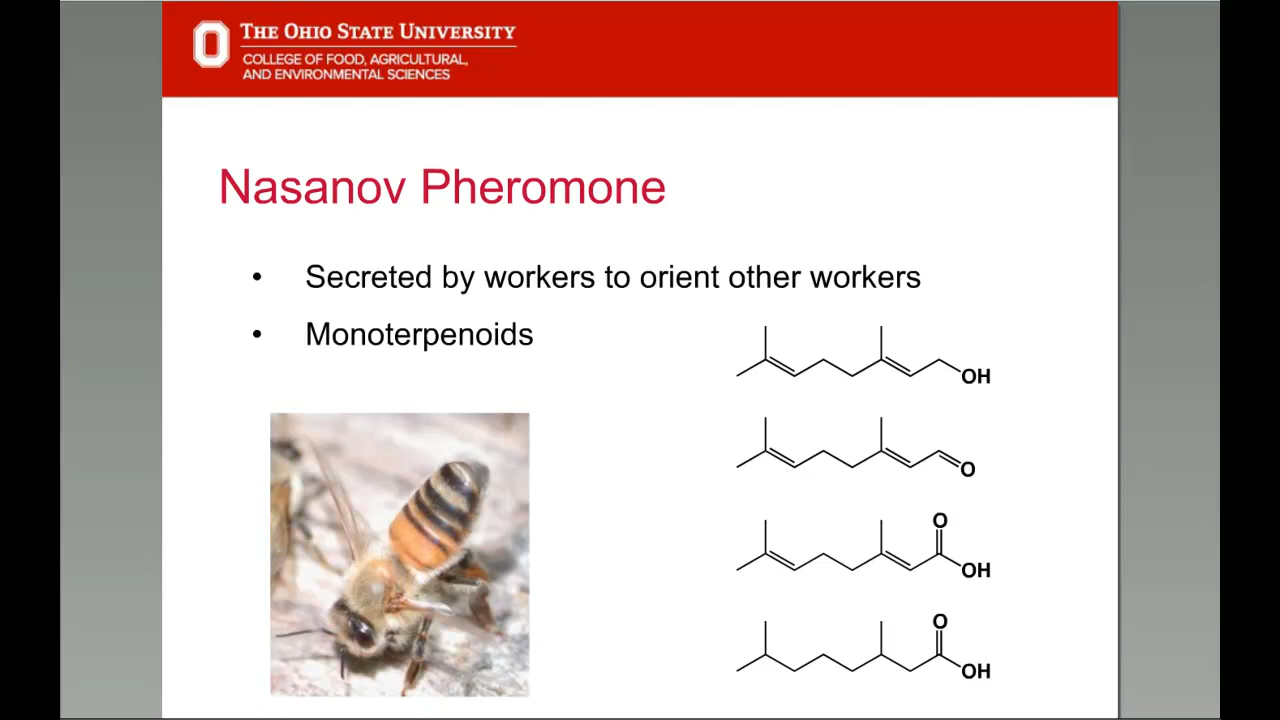 THE OHIO STATE UNIVERSITY
COLLEGE OF FOOD, AGRICULTURAL,
AND ENVIRONMENTAL SCIENCES
Nasanov Pheromone
• Secreted by workers to orient other workers
• Monoterpenoids
OH
O
O
OH
O
OH